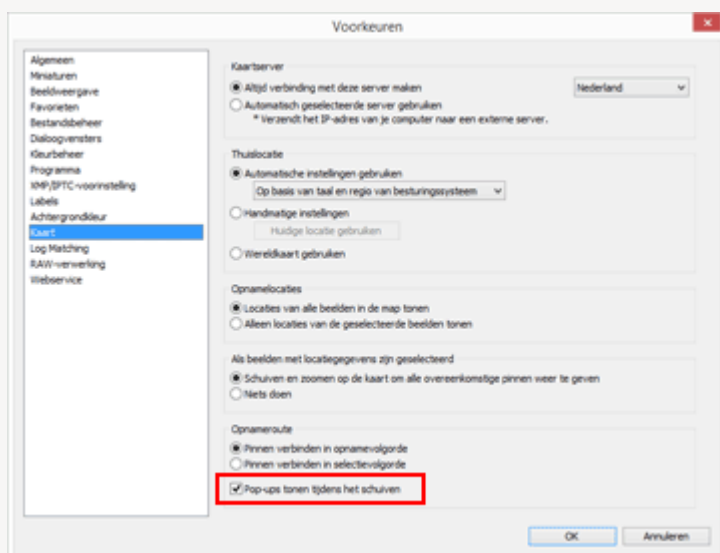 Voorkeuren
Algemeen
Miniaturen
Beeldweergave
Favorieten
Bestandsbeheer
Dialoogvensters
Kleurbeheer
Programma
XMP/IPTC-voorinstelling
Labels
Achtergrondkleur
Kaart
Log Matching
RAW-verwerking
Webservice
Kaartserver
Altijd verbinding met deze server maken
Nederland
Automatisch geselecteerde server gebruiken
* Verzendt het IP-adres van je computer naar een externe server.
Thuislocatie
Automatische instellingen gebruiken
Op basis van taal en regio van besturingssysteem
Handmatige instellingen
Huidige locatie gebruiken
Wereldkaart gebruiken
Opnamelocaties
Locaties van alle beelden in de map tonen
Alleen locaties van de geselecteerde beelden tonen
Als beelden met locatiegegevens zijn geselecteerd
Schuiven en zoomen op de kaart om alle overeenkomstige pinnen weer te geven
Niets doen
Opnameroute
Pinnen verbinden in opnamevolgorde
Pinnen verbinden in selectievolgorde
Pop-ups tonen tijdens het schuiven
OK
Annuleren